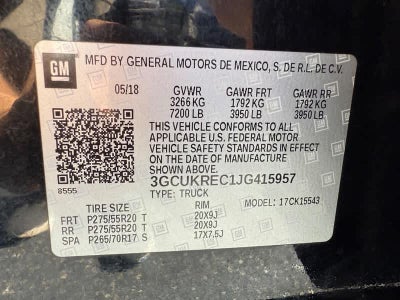 GM
MFD BY GENERAL MOTORS DE MEXICO, S. DE R.L. DE C.V.
05/18 GVWR GAWR FRT GAWR RR
3266 KG 1792 KG 1792 KG
7200 LB 3950 LB 3950 LB
THIS VEHICLE CONFORMS TO ALL
APPLICABLE U.S. FEDERAL MOTOR
VEHICLE SAFETY STANDARDS IN EFFECT
ON THE DATE OF MANUFACTURE SHOWN ABOVE.
3GCUKREC1JG415957
8555 TYPE: TRUCK MODEL: 17CK15543
TIRE SIZE RIM
FRT P275/55R20 T 20X9J
RR P275/55R20 T 20X9J
SPA P265/70R17 S 17X7.5J